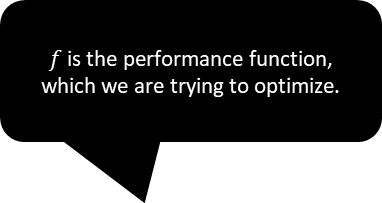 𝑓 is the performance function,
which we are trying to optimize.